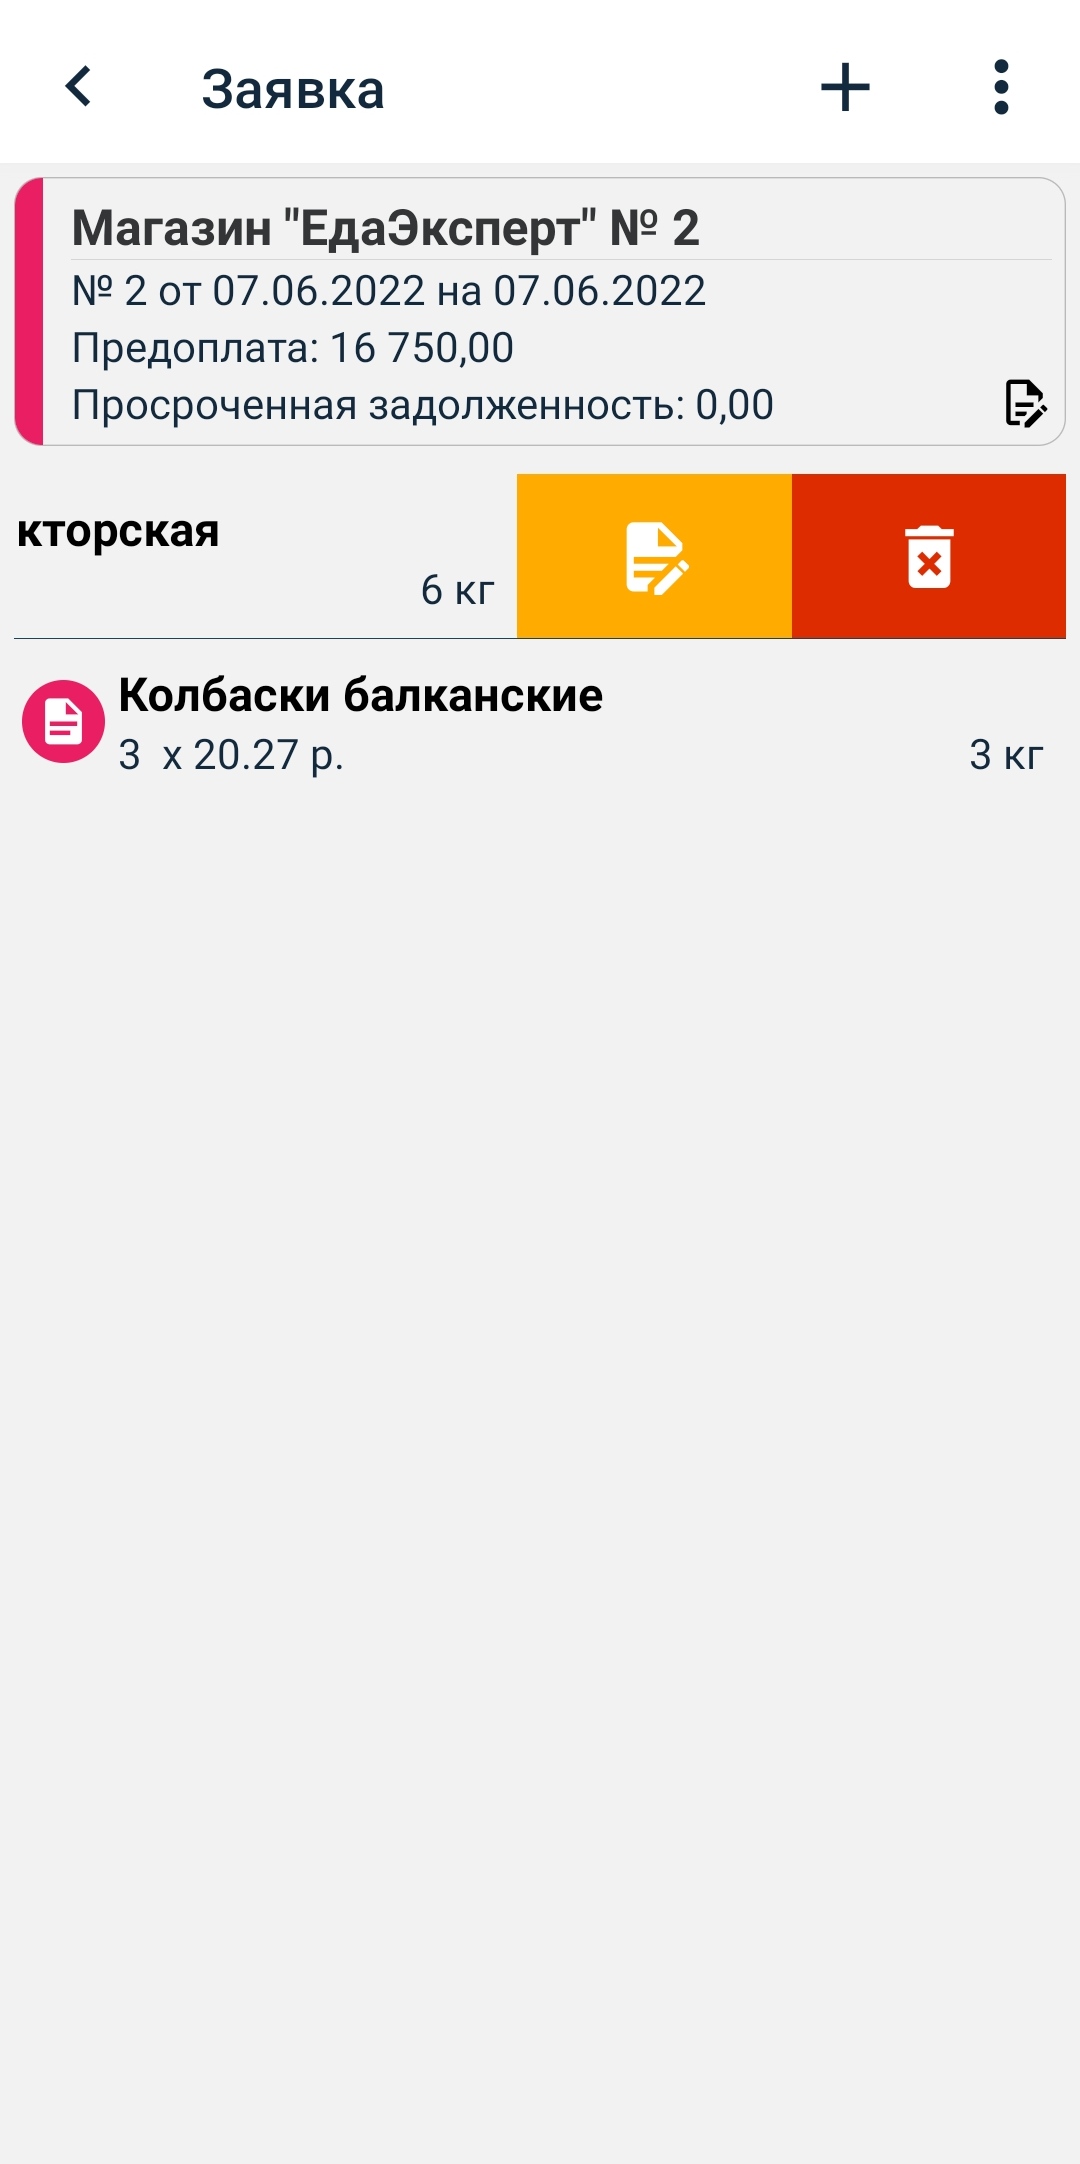 Заявка
Магазин "ЕдаЭксперт" № 2
№ 2 от 07.06.2022 на 07.06.2022
Предоплата: 16 750,00
Просроченная задолженность: 0,00
кторская
6 кг
Колбаски балканские
3 x 20.27 р.
3 кг